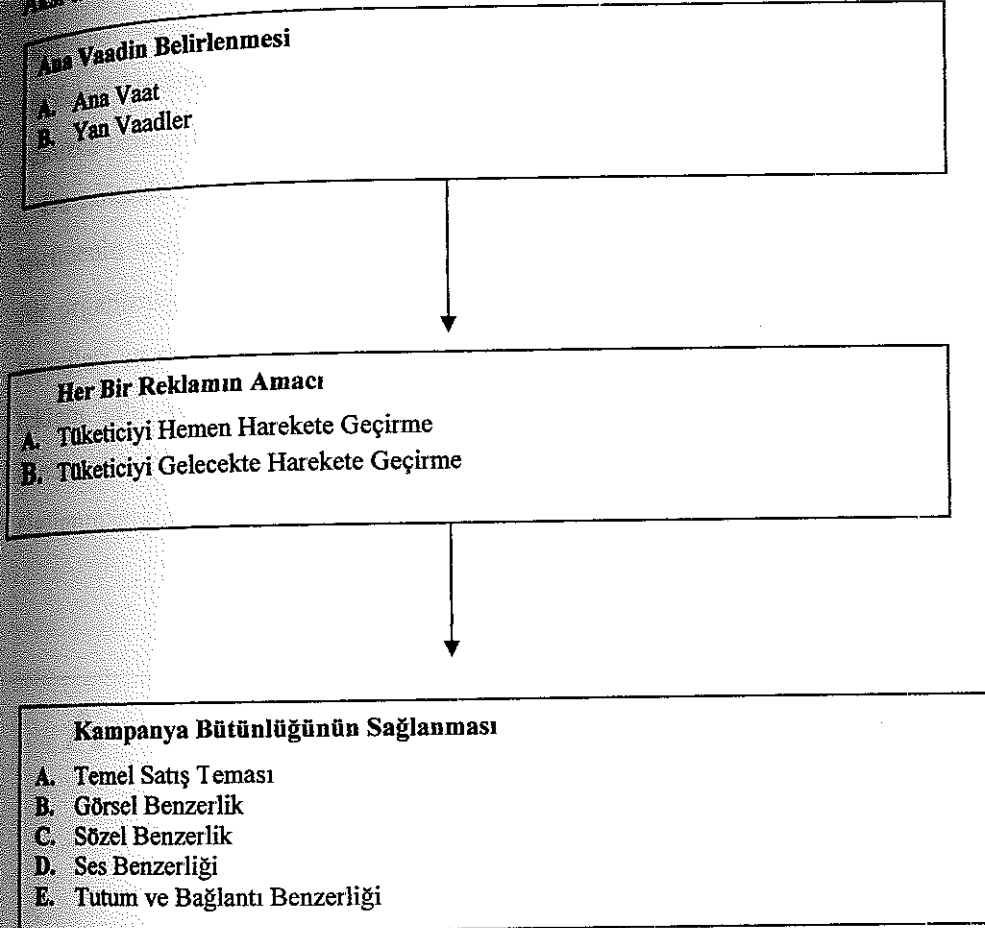 Ana Vaadin Belirlenmesi
A. Ana Vaat
B. Yan Vaadler
Her Bir Reklamın Amacı
A. Tüketiciyi Hemen Harekete Geçirme
B. Tüketiciyi Gelecekte Harekete Geçirme
Kampanya Bütünlüğünün Sağlanması
A. Temel Satış Teması
B. Görsel Benzerlik
C. Sözel Benzerlik
D. Ses Benzerliği
E. Tutum ve Bağlantı Benzerliği